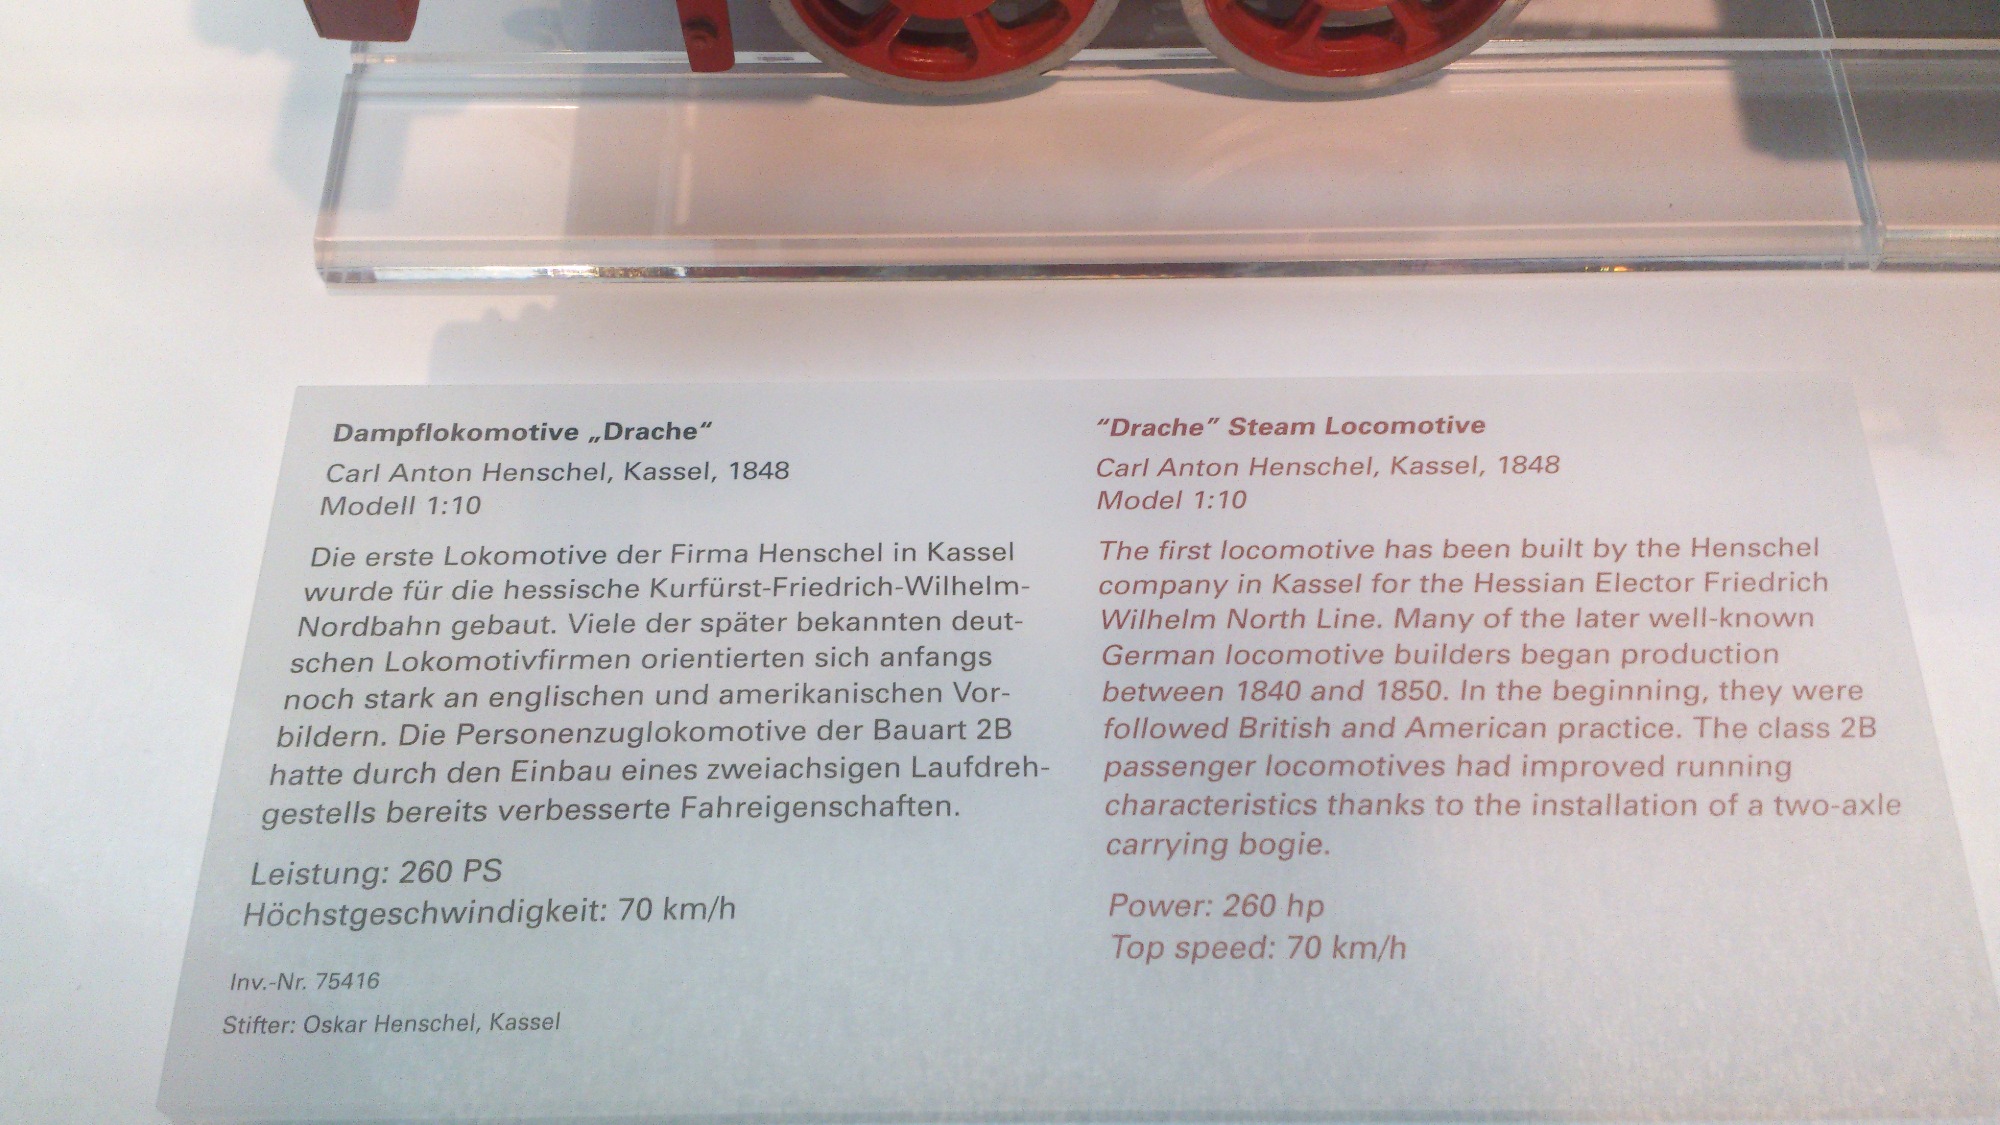 Dampflokomotive „Drache“
Carl Anton Henschel, Kassel, 1848
Modell 1:10
Die erste Lokomotive der Firma Henschel in Kassel
wurde für die hessische Kurfürst-Friedrich-Wilhelm-
Nordbahn gebaut. Viele der später bekannten deut-
schen Lokomotivfirmen orientierten sich anfangs
noch stark an englischen und amerikanischen Vor-
bildern. Die Personenzuglokomotive der Bauart 2B
hatte durch den Einbau eines zweiachsigen Laufdreh-
gestells bereits verbesserte Fahreigenschaften.
Leistung: 260 PS
Höchstgeschwindigkeit: 70 km/h
Inv.-Nr. 75416
Stifter: Oskar Henschel, Kassel
“Drache” Steam Locomotive
Carl Anton Henschel, Kassel, 1848
Model 1:10
The first locomotive has been built by the Henschel
company in Kassel for the Hessian Elector Friedrich
Wilhelm North Line. Many of the later well-known
German locomotive builders began production
between 1840 and 1850. In the beginning, they were
followed British and American practice. The class 2B
passenger locomotives had improved running
characteristics thanks to the installation of a two-axle
carrying bogie.
Power: 260 hp
Top speed: 70 km/h